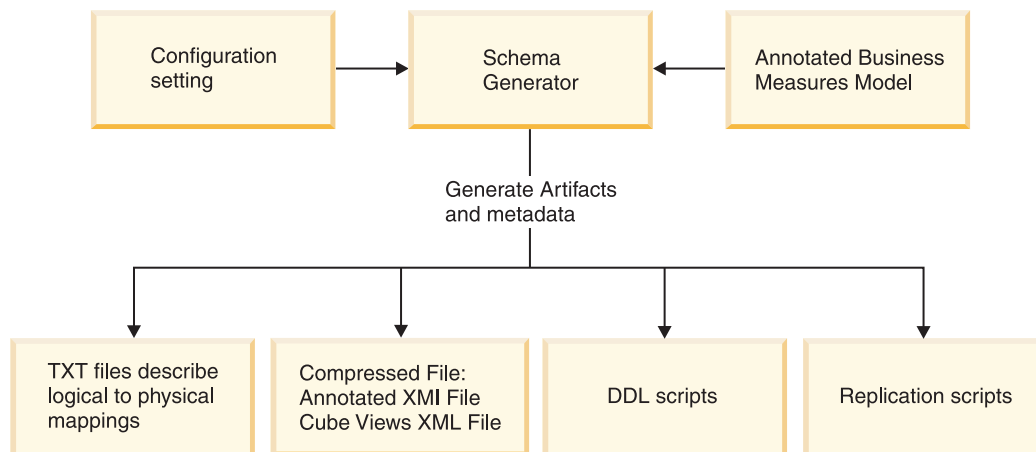 Configuration
setting
Schema
Generator
Annotated Business
Measures Model
Generate Artifacts
and metadata
TXT files describe
logical to physical
mappings
Compressed File:
Annotated XMI File
Cube Views XML File
DDL scripts
Replication scripts